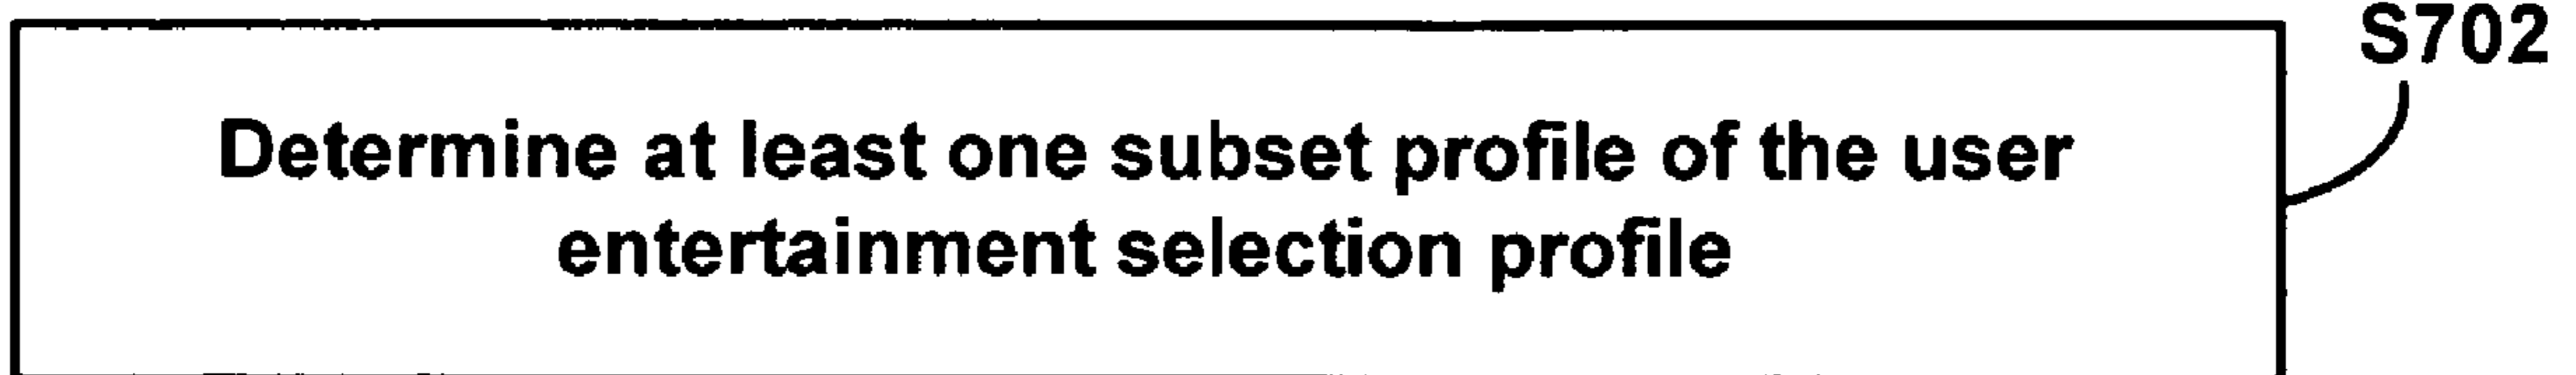 S702
Determine at least one subset profile of the user
entertainment selection profile